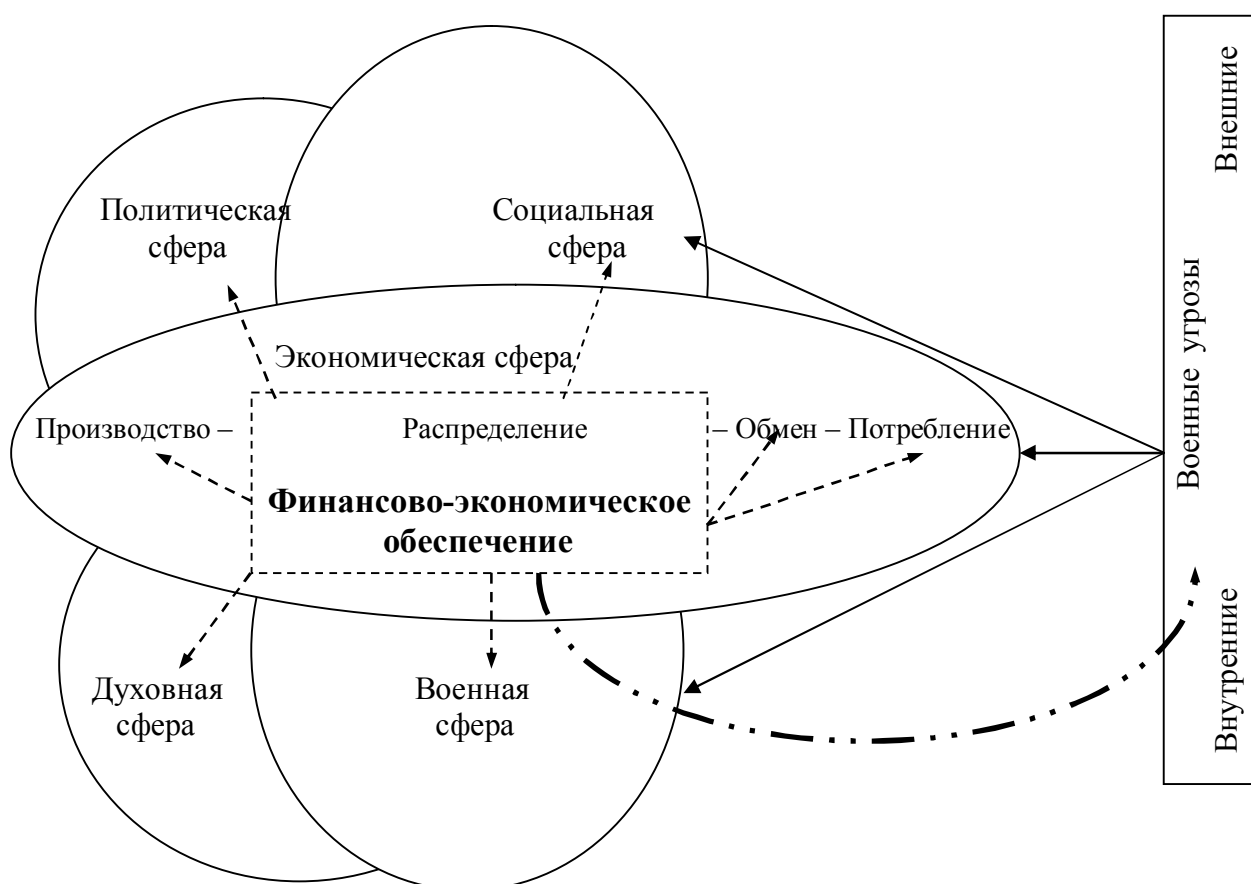 Политическая
сфера
Социальная
сфера
Экономическая сфера
Производство –
Распределение
– Обмен – Потребление
Финансово-экономическое
обеспечение
Духовная
сфера
Военная
сфера
Внешние
Военные угрозы
Внутренние